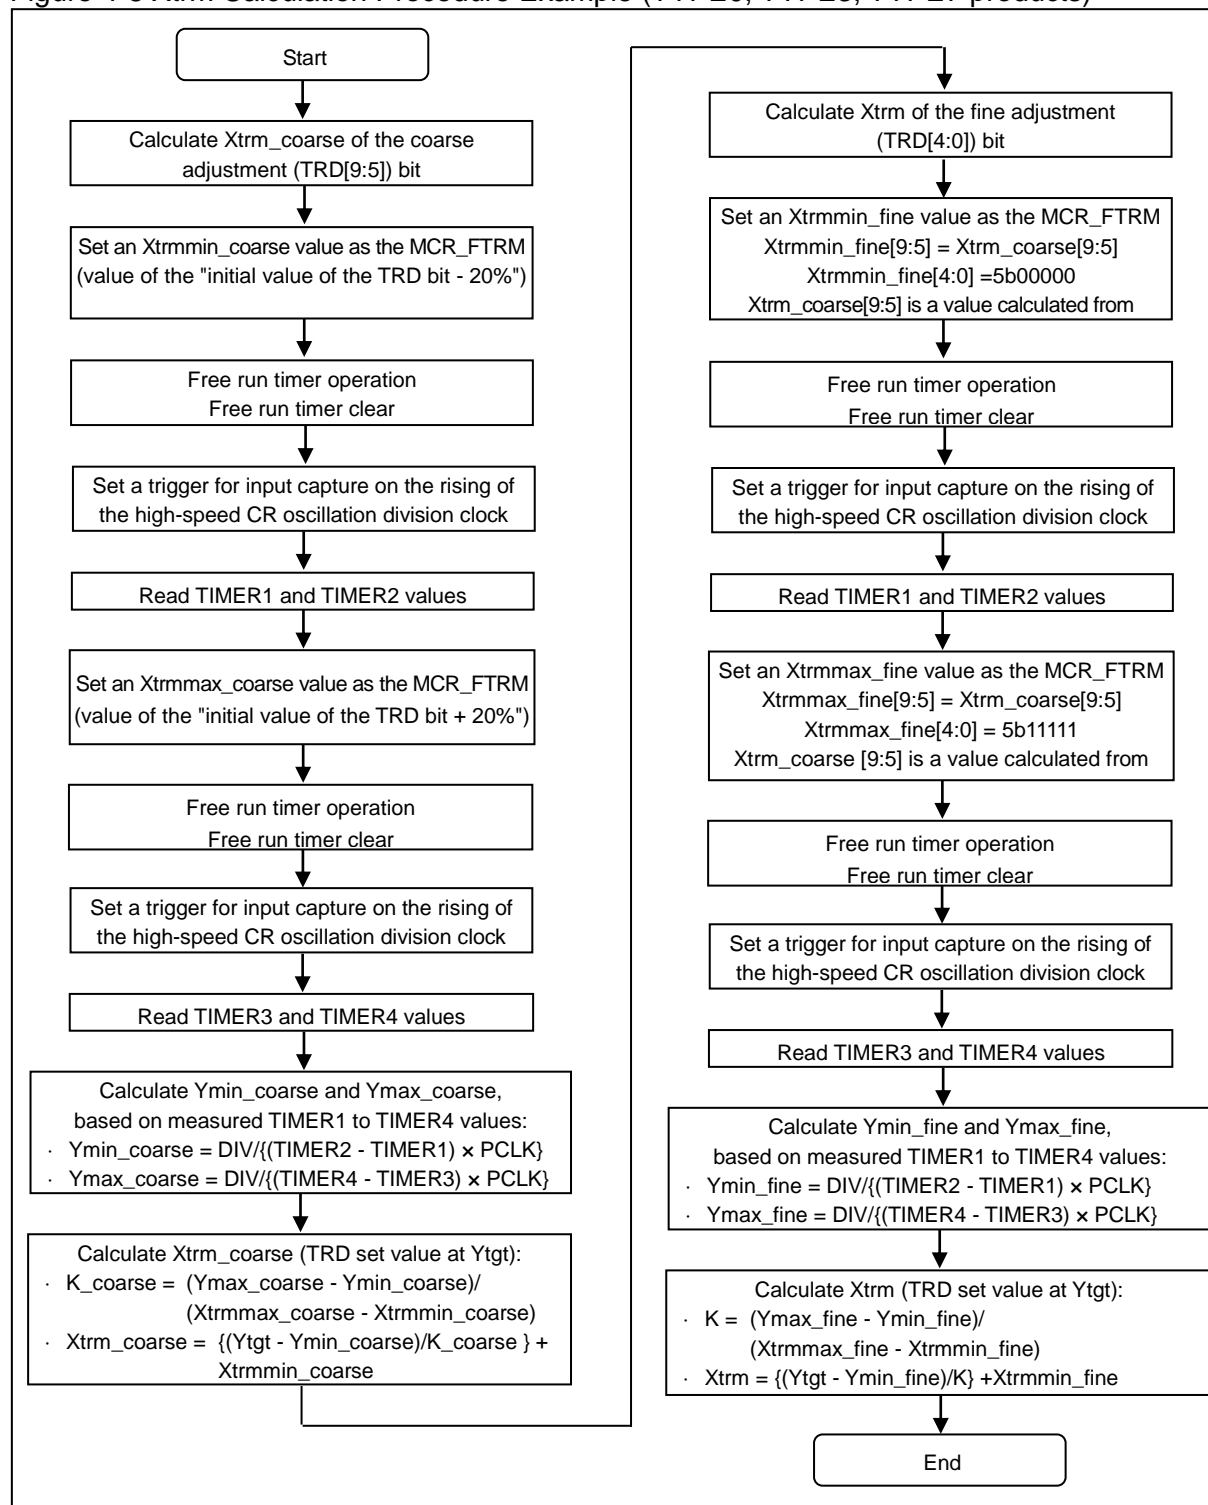 Start
Calculate Xtrm_coarse of the coarse
adjustment (TRD[9:5]) bit
Set an Xtrmmin_coarse value as the MCR_FTRM
(value of the "initial value of the TRD bit - 20%")
Free run timer operation
Free run timer clear
Set a trigger for input capture on the rising of
the high-speed CR oscillation division clock
Read TIMER1 and TIMER2 values
Set an Xtrmmax_coarse value as the MCR_FTRM
(value of the "initial value of the TRD bit + 20%")
Free run timer operation
Free run timer clear
Set a trigger for input capture on the rising of
the high-speed CR oscillation division clock
Read TIMER3 and TIMER4 values
Calculate Ymin_coarse and Ymax_coarse,
based on measured TIMER1 to TIMER4 values:
· Ymin_coarse = DIV/{(TIMER2 - TIMER1) × PCLK}
· Ymax_coarse = DIV/{(TIMER4 - TIMER3) × PCLK}
Calculate Xtrm_coarse (TRD set value at Ytgt):
· K_coarse = (Ymax_coarse - Ymin_coarse)/
(Xtrmmax_coarse - Xtrmmin_coarse)
· Xtrm_coarse = {(Ytgt - Ymin_coarse)/K_coarse } +
Xtrmmin_coarse
Calculate Xtrm of the fine adjustment
(TRD[4:0]) bit
Set an Xtrmmin_fine value as the MCR_FTRM
Xtrmmin_fine[9:5] = Xtrm_coarse[9:5]
Xtrmmin_fine[4:0] =5b00000
Xtrm_coarse[9:5] is a value calculated from
Free run timer operation
Free run timer clear
Set a trigger for input capture on the rising of
the high-speed CR oscillation division clock
Read TIMER1 and TIMER2 values
Set an Xtrmmax_fine value as the MCR_FTRM
Xtrmmax_fine[9:5] = Xtrm_coarse[9:5]
Xtrmmax_fine[4:0] = 5b11111
Xtrm_coarse [9:5] is a value calculated from
Free run timer operation
Free run timer clear
Set a trigger for input capture on the rising of
the high-speed CR oscillation division clock
Read TIMER3 and TIMER4 values
Calculate Ymin_fine and Ymax_fine,
based on measured TIMER1 to TIMER4 values:
· Ymin_fine = DIV/{(TIMER2 - TIMER1) × PCLK}
· Ymax_fine = DIV/{(TIMER4 - TIMER3) × PCLK}
Calculate Xtrm (TRD set value at Ytgt):
· K = (Ymax_fine - Ymin_fine)/
(Xtrmmax_fine - Xtrmmin_fine)
· Xtrm = {(Ytgt - Ymin_fine)/K} +Xtrmmin_fine
End